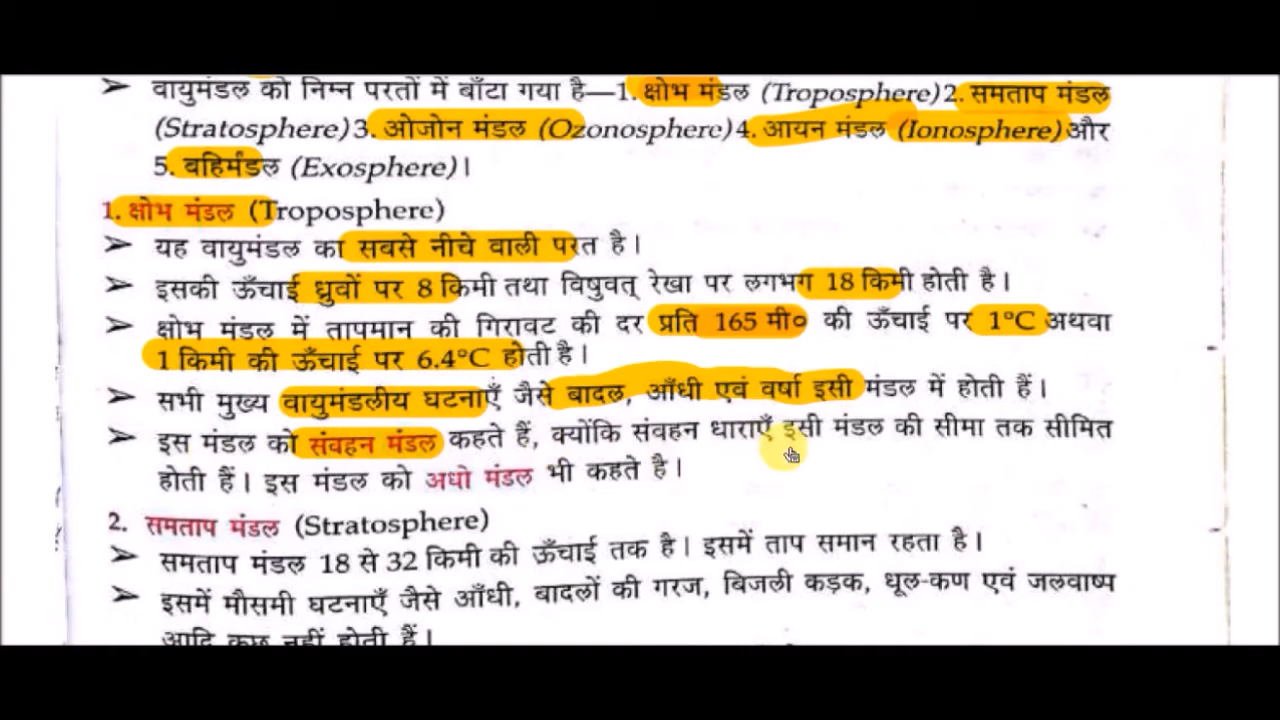 ➤ वायुमंडल को निम्न परतों में बाँटा गया है—1. क्षोभ मंडल (Troposphere) 2. समताप मंडल
(Stratosphere) 3. ओजोन मंडल (Ozonosphere) 4. आयन मंडल (Ionosphere) और
5. वहिर्मंडल (Exosphere)।
1. क्षोभ मंडल (Troposphere)
➤ यह वायुमंडल का सबसे नीचे वाली परत है।
➤ इसकी ऊँचाई ध्रुवों पर 8 किमी तथा विषुवत् रेखा पर लगभग 18 किमी होती है।
➤ क्षोभ मंडल में तापमान की गिरावट की दर प्रति 165 मी० की ऊँचाई पर 1°C अथवा
1 किमी की ऊँचाई पर 6.4°C होती है।
➤ सभी मुख्य वायुमंडलीय घटनाएँ जैसे बादल, आँधी एवं वर्षा इसी मंडल में होती हैं।
➤ इस मंडल को संवहन मंडल कहते हैं, क्योंकि संवहन धाराएँ इसी मंडल की सीमा तक सीमित
होती हैं। इस मंडल को अधो मंडल भी कहते है।
2. समताप मंडल (Stratosphere)
➤ समताप मंडल 18 से 32 किमी की ऊँचाई तक है। इसमें ताप समान रहता है।
➤ इसमें मौसमी घटनाएँ जैसे आँधी, बादलों की गरज, बिजली कड़क, धूल-कण एवं जलवाष्प
आदि कुछ नहीं होती हैं।